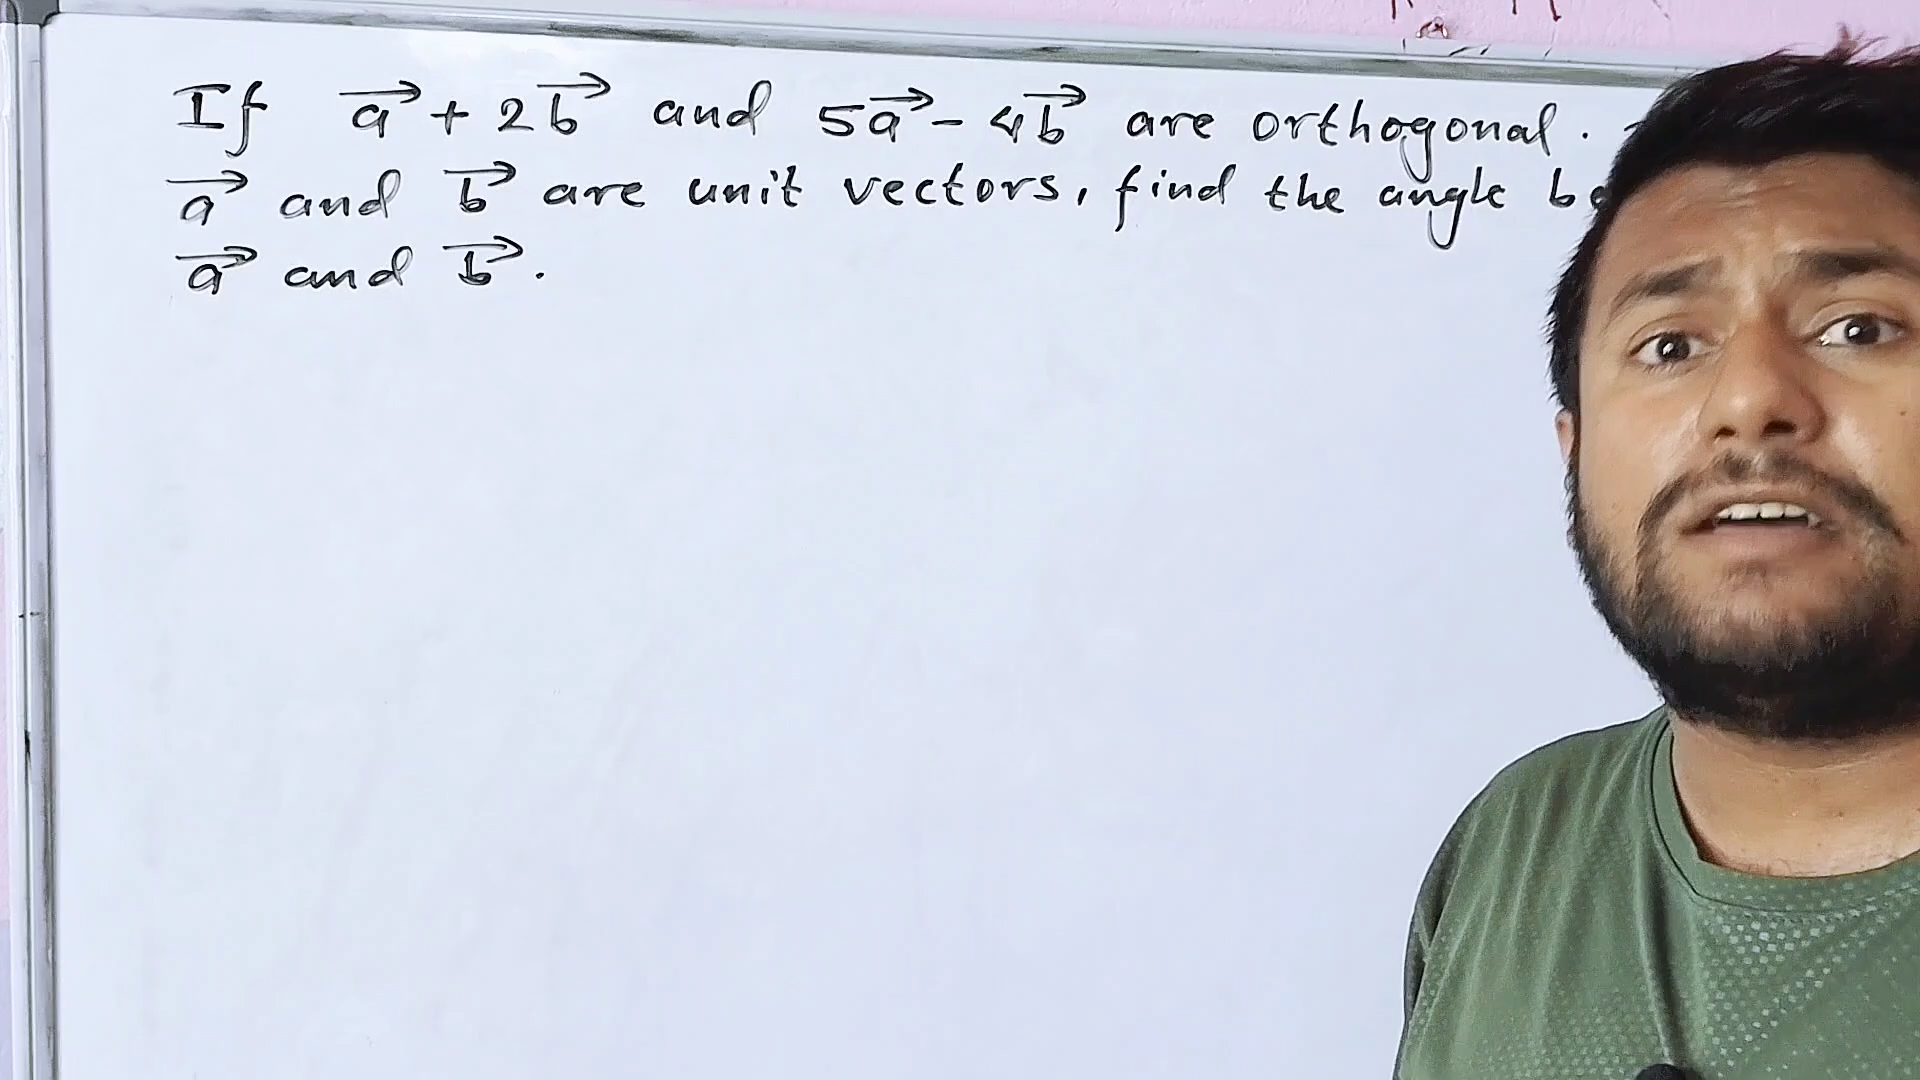 If a⃗ + 2b⃗ and 5a⃗ - 4b⃗ are orthogonal.
a⃗ and b⃗ are unit vectors, find the angle
a⃗ and b⃗.